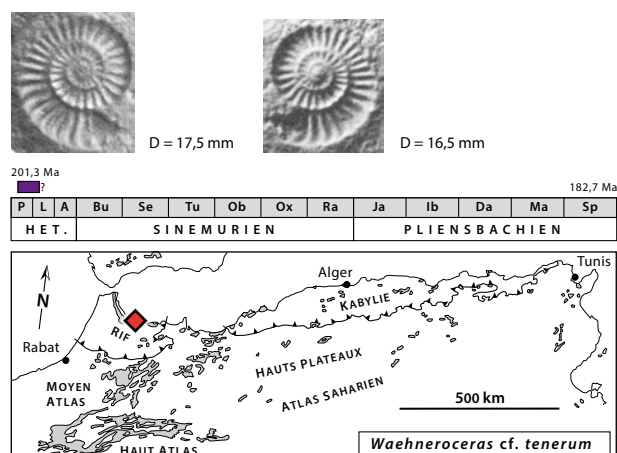 D = 17,5 mm
D = 16,5 mm
201,3 Ma
?
182,7 Ma
P L A Bu Se Tu Ob Ox Ra Ja Ib Da Ma Sp
HET. SINEMURIEN PLIENSBACHIEN
Tunis
Alger
N
KABYLIE
RIF
Rabat
HAUTS PLATEAUX
MOYEN
ATLAS
ATLAS SAHARIEN
500 km
HAUT ATLAS
Waehneroceras cf. tenerum